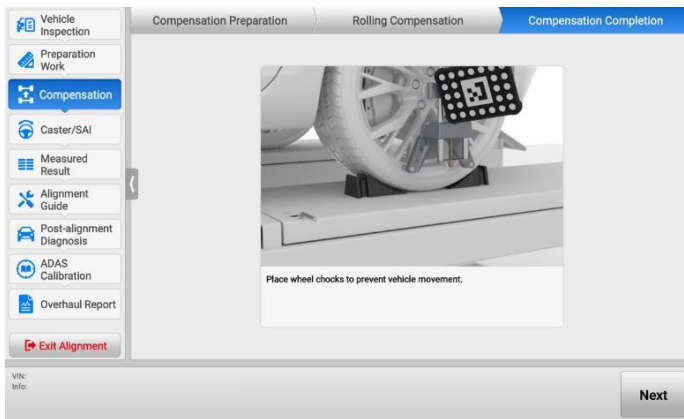 Vehicle
Inspection
Preparation
Work
Compensation
Caster/SAI
Measured
Result
Alignment
Guide
Post-alignment
Diagnosis
ADAS
Calibration
Overhaul Report
Exit Alignment
Compensation Preparation
Rolling Compensation
Compensation Completion
Place wheel chocks to prevent vehicle movement.
VIN:
Info:
Next